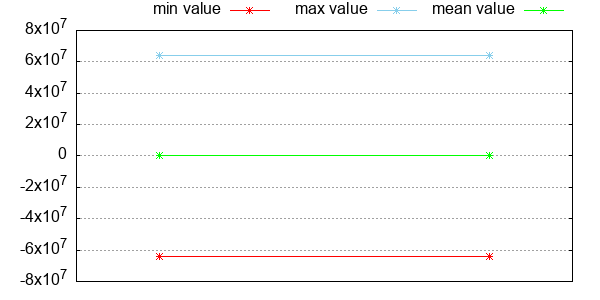 min value max value mean value
8x10^7
6x10^7
4x10^7
2x10^7
0
-2x10^7
-4x10^7
-6x10^7
-8x10^7